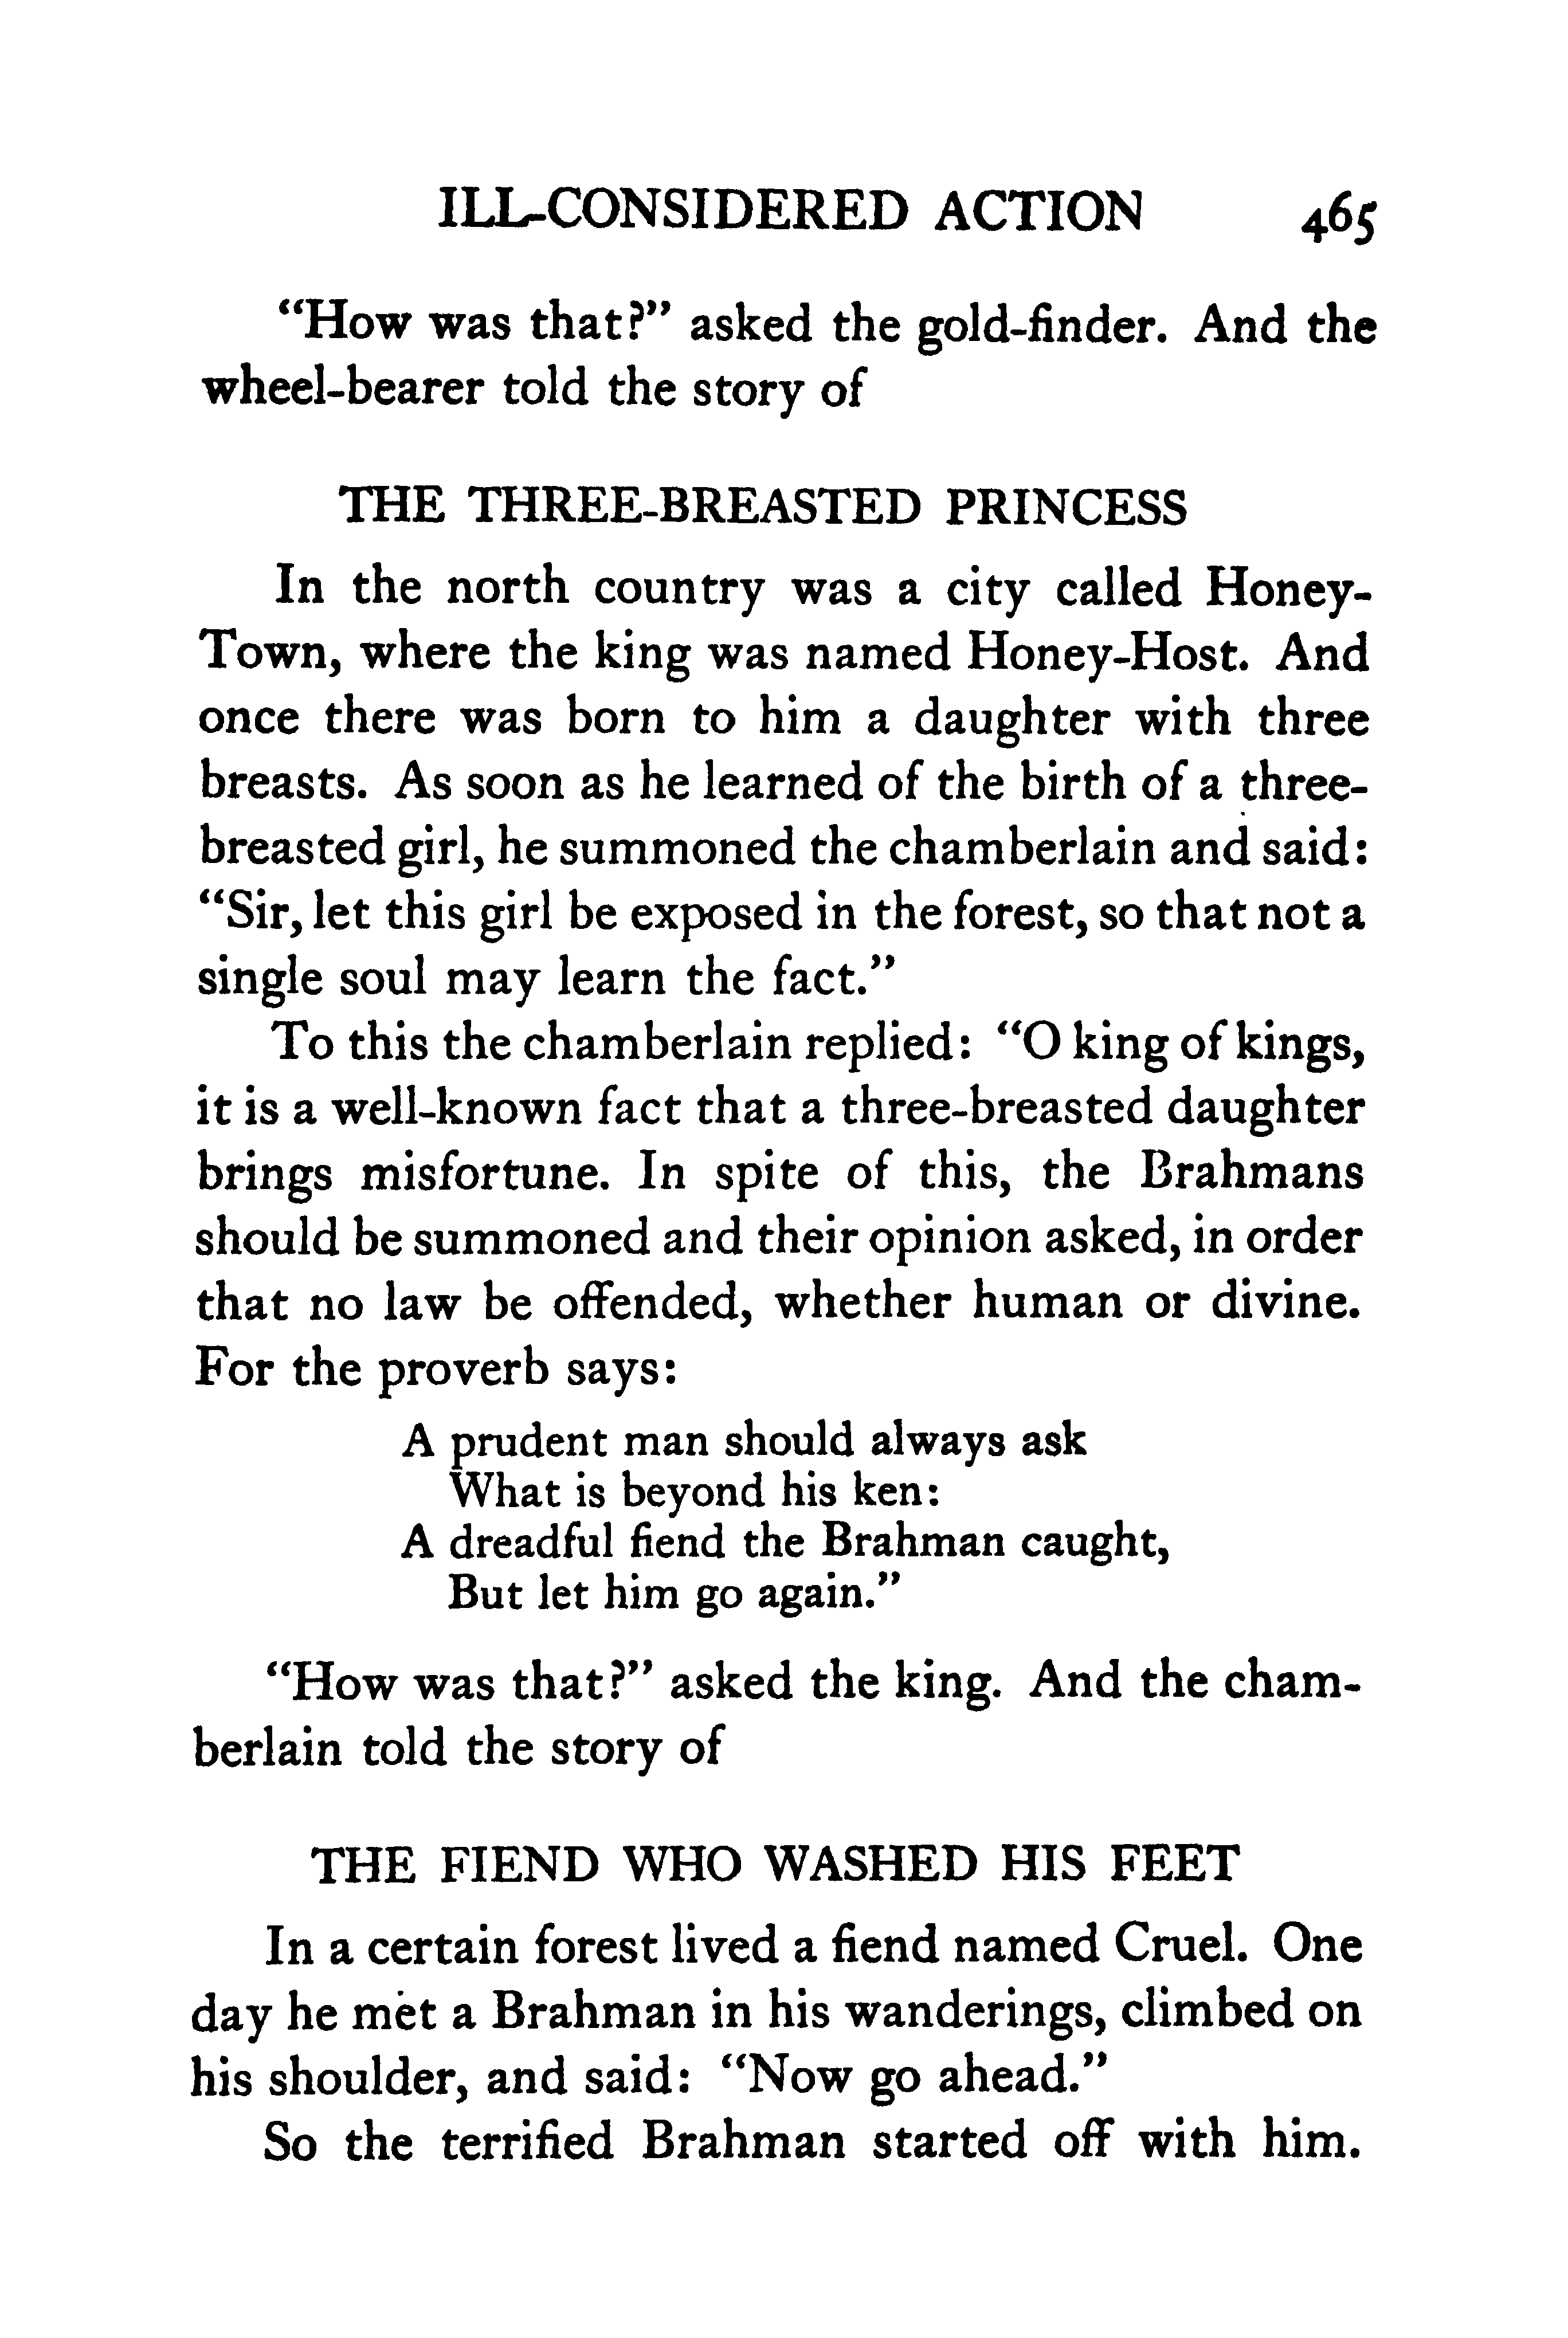 ILL-CONSIDERED ACTION 465
“How was that?” asked the gold-finder. And the
wheel-bearer told the story of
THE THREE-BREASTED PRINCESS
In the north country was a city called Honey-
Town, where the king was named Honey-Host. And
once there was born to him a daughter with three
breasts. As soon as he learned of the birth of a three-
breasted girl, he summoned the chamberlain and said:
“Sir, let this girl be exposed in the forest, so that not a
single soul may learn the fact.”
To this the chamberlain replied: “O king of kings,
it is a well-known fact that a three-breasted daughter
brings misfortune. In spite of this, the Brahmans
should be summoned and their opinion asked, in order
that no law be offended, whether human or divine.
For the proverb says:
A prudent man should always ask
What is beyond his ken:
A dreadful fiend the Brahman caught,
But let him go again.”
“How was that?” asked the king. And the cham-
berlain told the story of
THE FIEND WHO WASHED HIS FEET
In a certain forest lived a fiend named Cruel. One
day he met a Brahman in his wanderings, climbed on
his shoulder, and said: “Now go ahead.”
So the terrified Brahman started off with him.